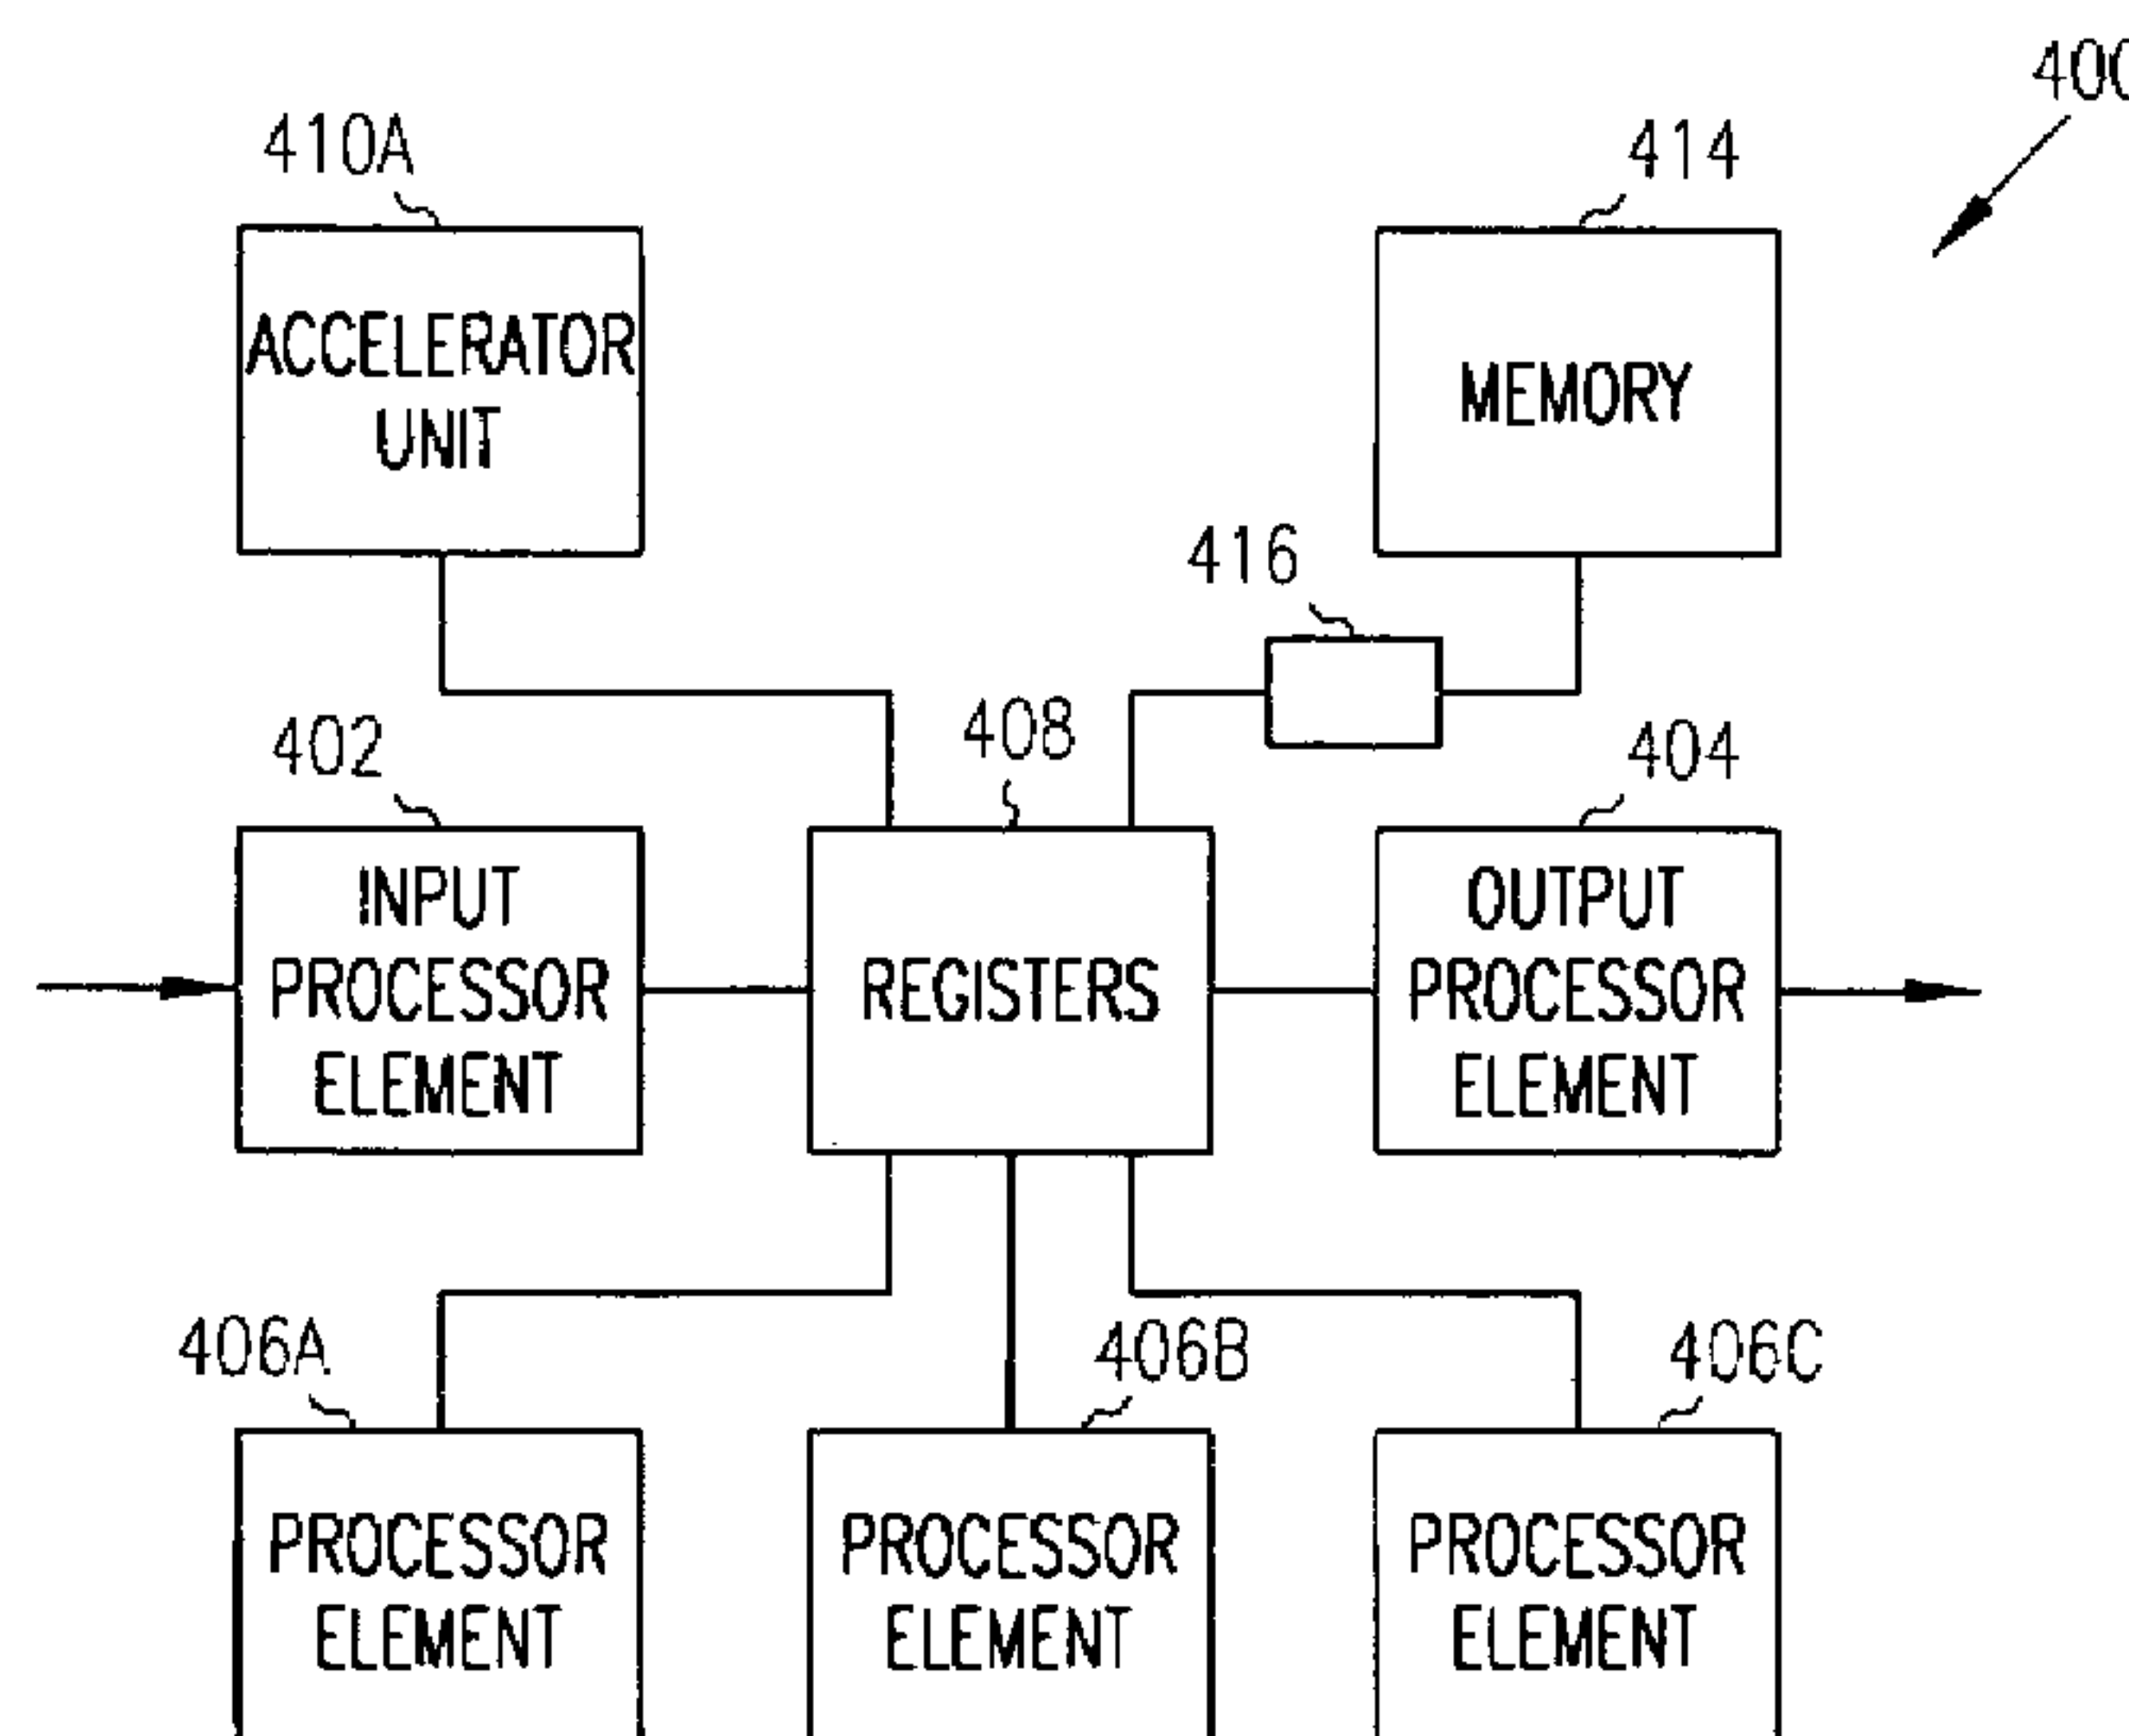 400
410A
414
ACCELERATOR
UNIT
MEMORY
416
402
408
404
INPUT
PROCESSOR
ELEMENT
REGISTERS
OUTPUT
PROCESSOR
ELEMENT
406A
406B
406C
PROCESSOR
ELEMENT
PROCESSOR
ELEMENT
PROCESSOR
ELEMENT